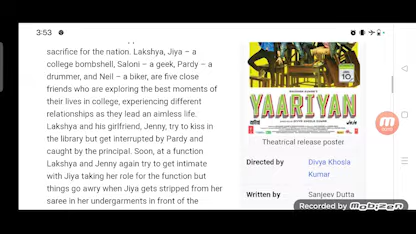 3:53
sacrifice for the nation. Lakshya, Jiya – a
college bombshell, Saloni – a geek, Pardy – a
drummer, and Neil – a biker, are five close
friends who are exploring the best moments of
their lives in college, experiencing different
relationships as they lead an aimless life.
Lakshya and his girlfriend, Jenny, try to kiss in
the library but get interrupted by Pardy and
caught by the principal. Soon, at a function
Lakshya and Jenny again try to get intimate
with Jiya taking her role for the function but
things go awry when Jiya gets stripped from her
saree in her undergarments in front of the
10
YAARIYAN
Theatrical release poster
Directed by
Divya Khosla
Kumar
Written by
Sanjeev Dutta
Recorded by Mobizen